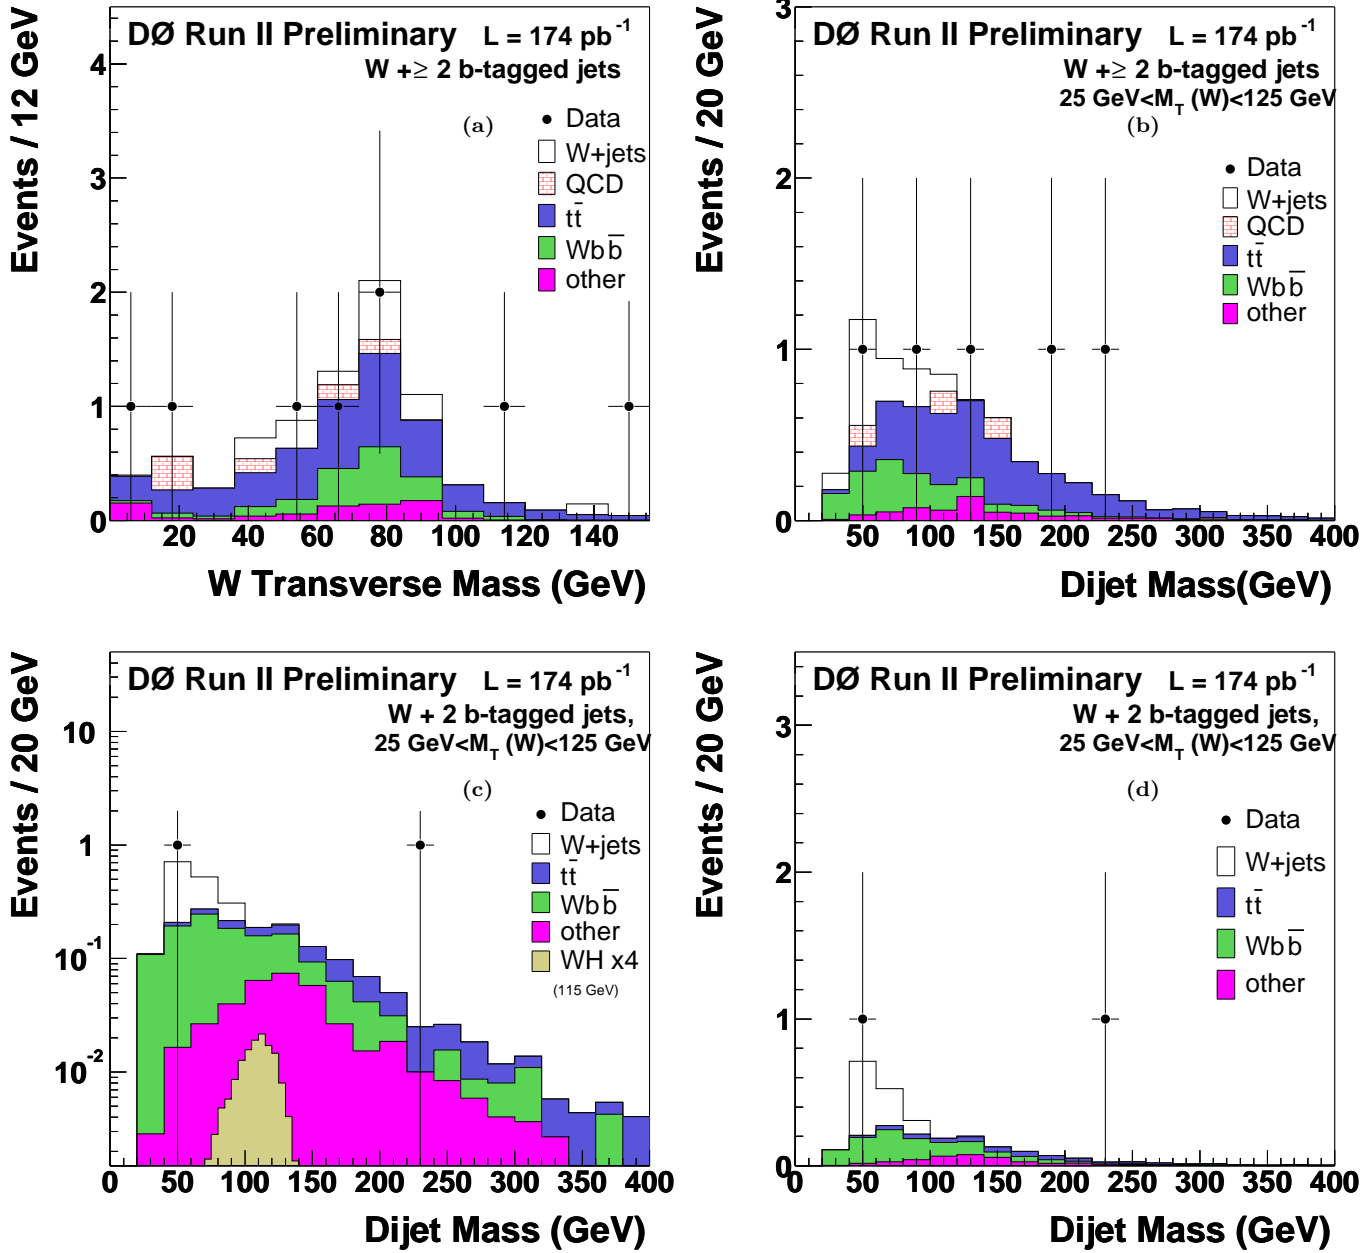 DØ Run II Preliminary L = 174 pb-1
W +≥ 2 b-tagged jets
(a)
Data
W+jets
QCD
tt̄
Wbb̄
other
Events / 12 GeV
4
3
2
1
0
20 40 60 80 100 120 140
W Transverse Mass (GeV)
DØ Run II Preliminary L = 174 pb-1
W +≥ 2 b-tagged jets
25 GeV<MT (W)<125 GeV
(b)
Data
W+jets
QCD
tt̄
Wbb̄
other
Events / 20 GeV
3
2
1
0
0 50 100 150 200 250 300 350 400
Dijet Mass(GeV)
DØ Run II Preliminary L = 174 pb-1
W + 2 b-tagged jets,
25 GeV<MT (W)<125 GeV
(c)
Data
W+jets
tt̄
Wbb̄
other
WH x4
(115 GeV)
Events / 20 GeV
10
1
10-1
10-2
0 50 100 150 200 250 300 350 400
Dijet Mass (GeV)
DØ Run II Preliminary L = 174 pb-1
W + 2 b-tagged jets,
25 GeV<MT (W)<125 GeV
(d)
Data
W+jets
tt̄
Wbb̄
other
Events / 20 GeV
3
2
1
0
0 50 100 150 200 250 300 350 400
Dijet Mass (GeV)